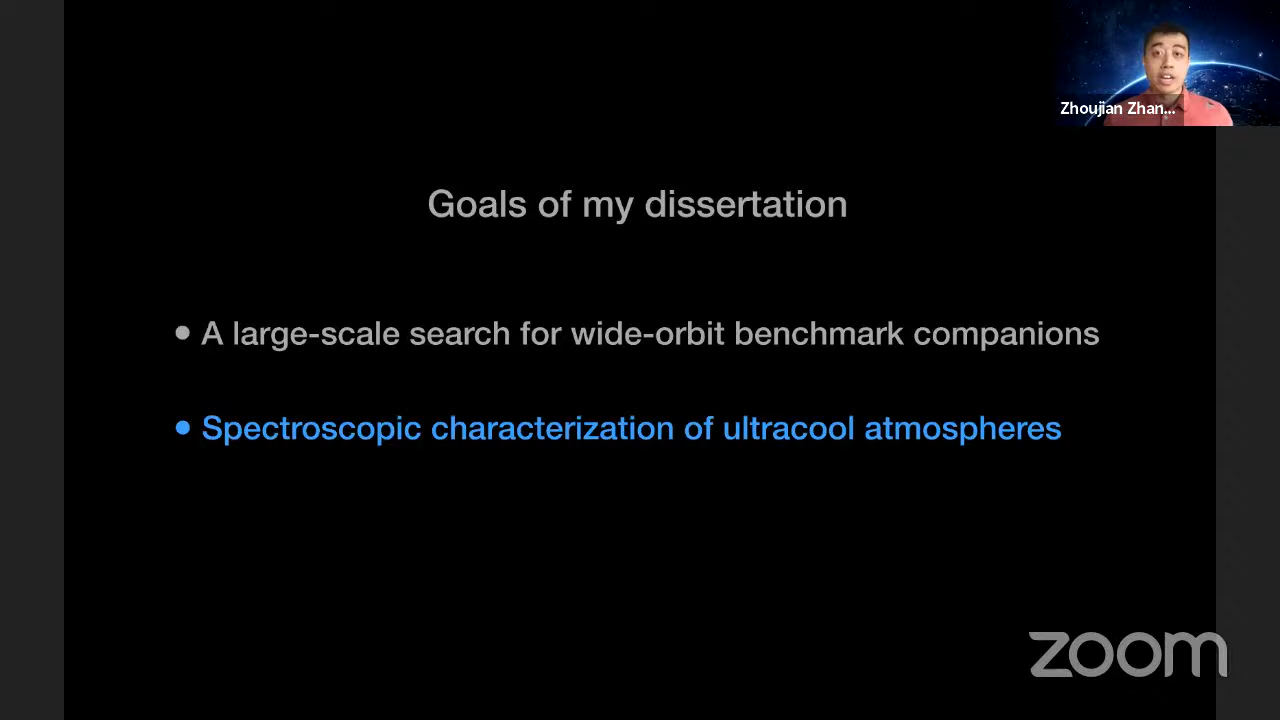 Zhoujian Zhan...
Goals of my dissertation
• A large-scale search for wide-orbit benchmark companions
• Spectroscopic characterization of ultracool atmospheres
zoom